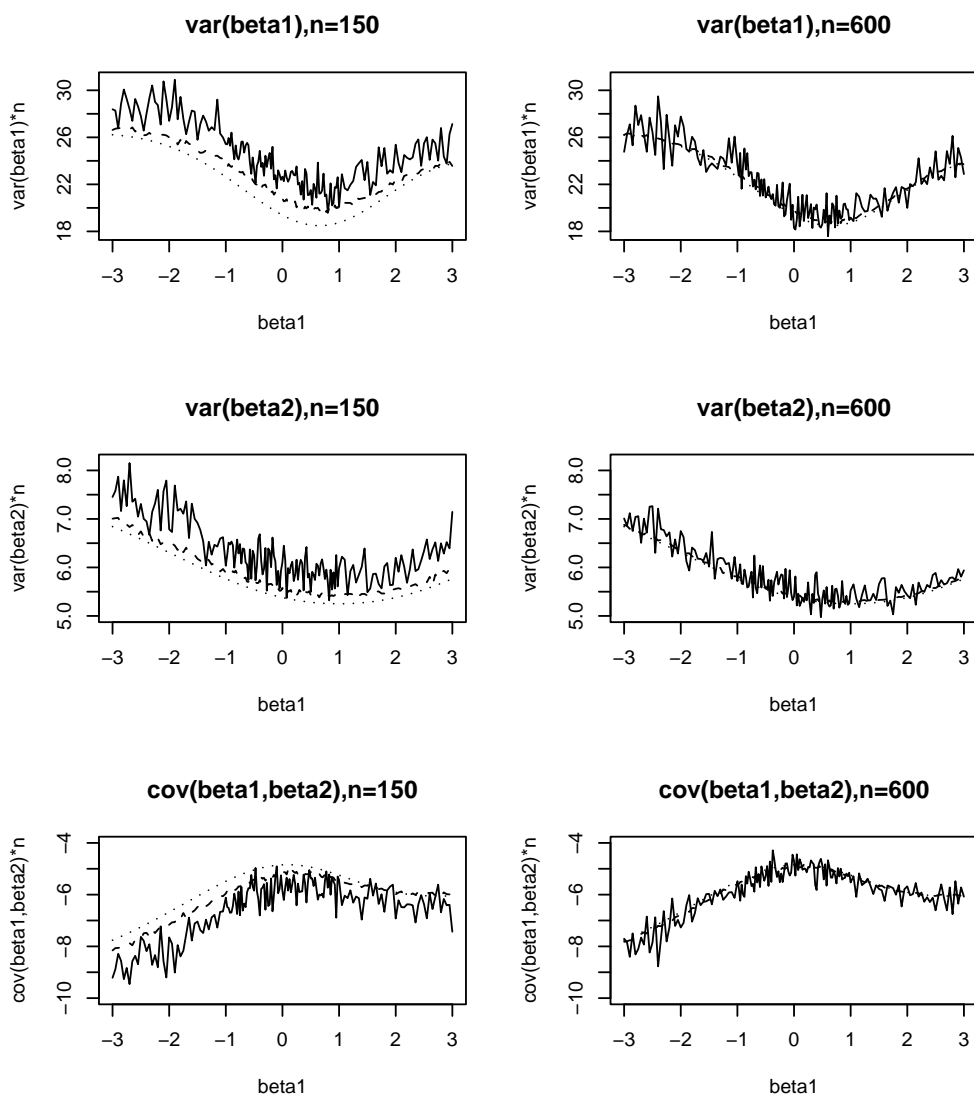 var(beta1),n=150
var(beta1)*n
30
26
22
18
−3 −2 −1 0 1 2 3
beta1
var(beta1),n=600
var(beta1)*n
30
26
22
18
−3 −2 −1 0 1 2 3
beta1
var(beta2),n=150
var(beta2)*n
8.0
7.0
6.0
5.0
−3 −2 −1 0 1 2 3
beta1
var(beta2),n=600
var(beta2)*n
8.0
7.0
6.0
5.0
−3 −2 −1 0 1 2 3
beta1
cov(beta1,beta2),n=150
cov(beta1,beta2)*n
−4
−6
−8
−10
−3 −2 −1 0 1 2 3
beta1
cov(beta1,beta2),n=600
cov(beta1,beta2)*n
−4
−6
−8
−10
−3 −2 −1 0 1 2 3
beta1